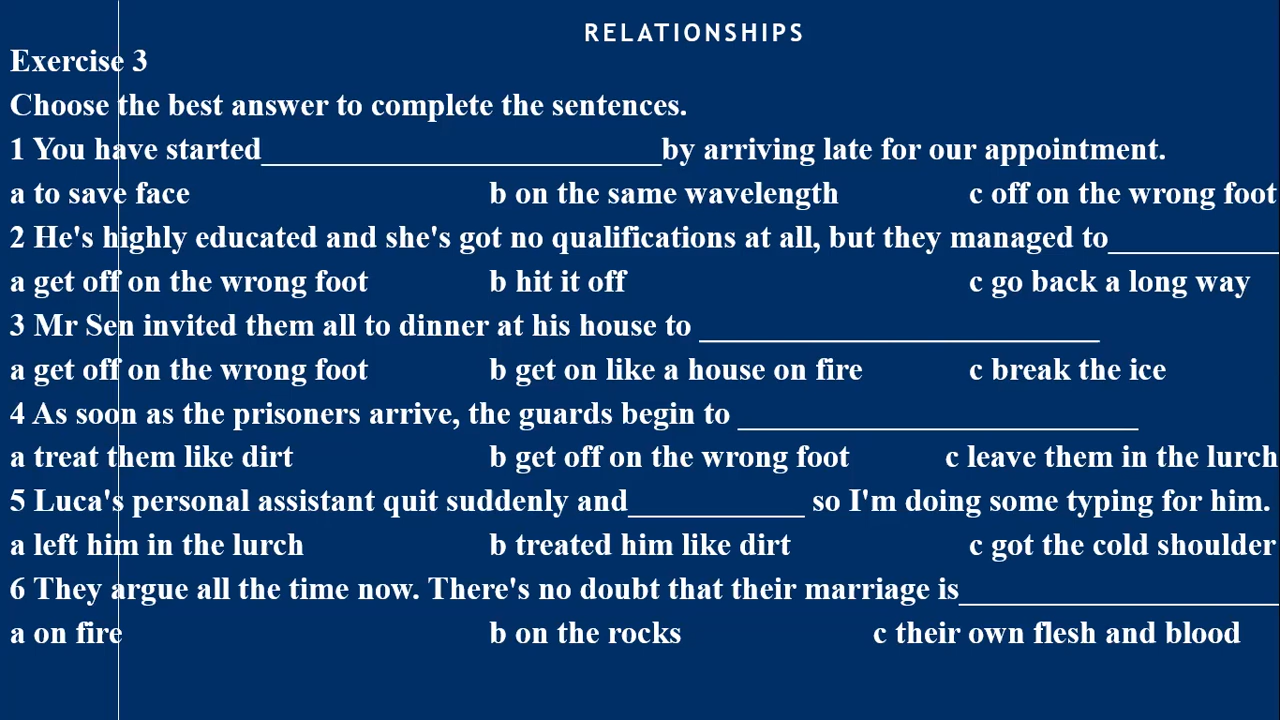 RELATIONSHIPS
Exercise 3
Choose the best answer to complete the sentences.
1 You have started_________________________by arriving late for our appointment.
a to save face b on the same wavelength c off on the wrong foot
2 He's highly educated and she's got no qualifications at all, but they managed to___________
a get off on the wrong foot b hit it off c go back a long way
3 Mr Sen invited them all to dinner at his house to _________________________
a get off on the wrong foot b get on like a house on fire c break the ice
4 As soon as the prisoners arrive, the guards begin to _________________________
a treat them like dirt b get off on the wrong foot c leave them in the lurch
5 Luca's personal assistant quit suddenly and___________ so I'm doing some typing for him.
a left him in the lurch b treated him like dirt c got the cold shoulder
6 They argue all the time now. There's no doubt that their marriage is____________________
a on fire b on the rocks c their own flesh and blood